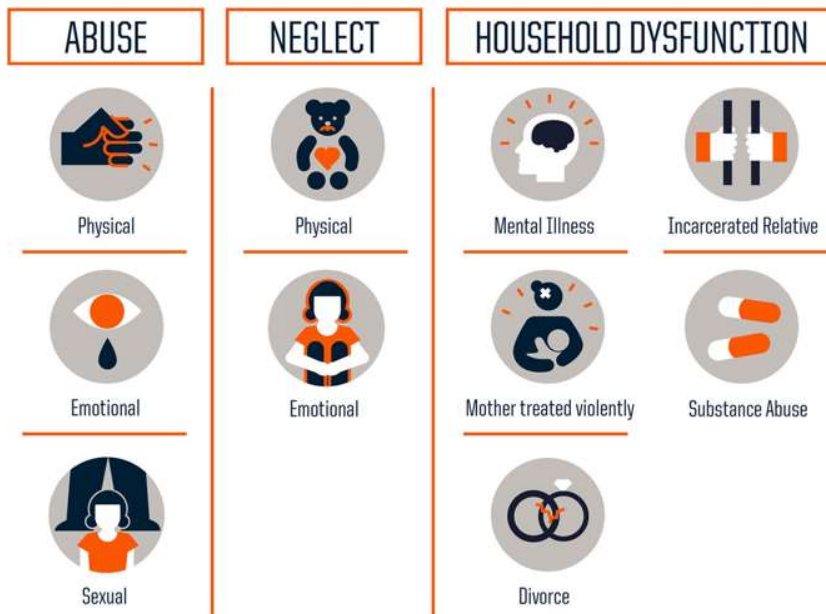 ABUSE
NEGLECT
HOUSEHOLD DYSFUNCTION
Physical
Physical
Mental Illness
Incarcerated Relative
Emotional
Emotional
Mother treated violently
Substance Abuse
Sexual
Divorce